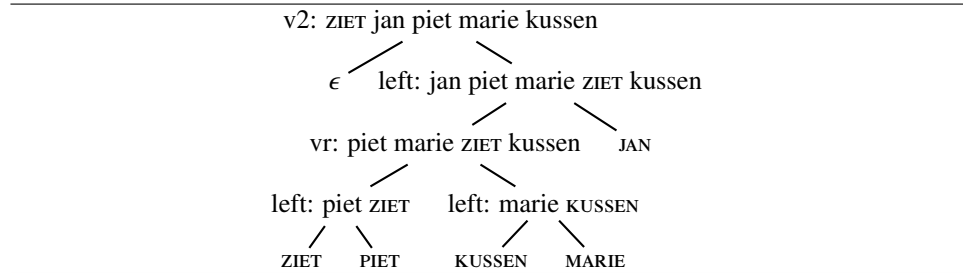 v2: ZIET jan piet marie kussen
ϵ left: jan piet marie ZIET kussen
vr: piet marie ZIET kussen JAN
left: piet ZIET left: marie KUSSEN
ZIET PIET KUSSEN MARIE